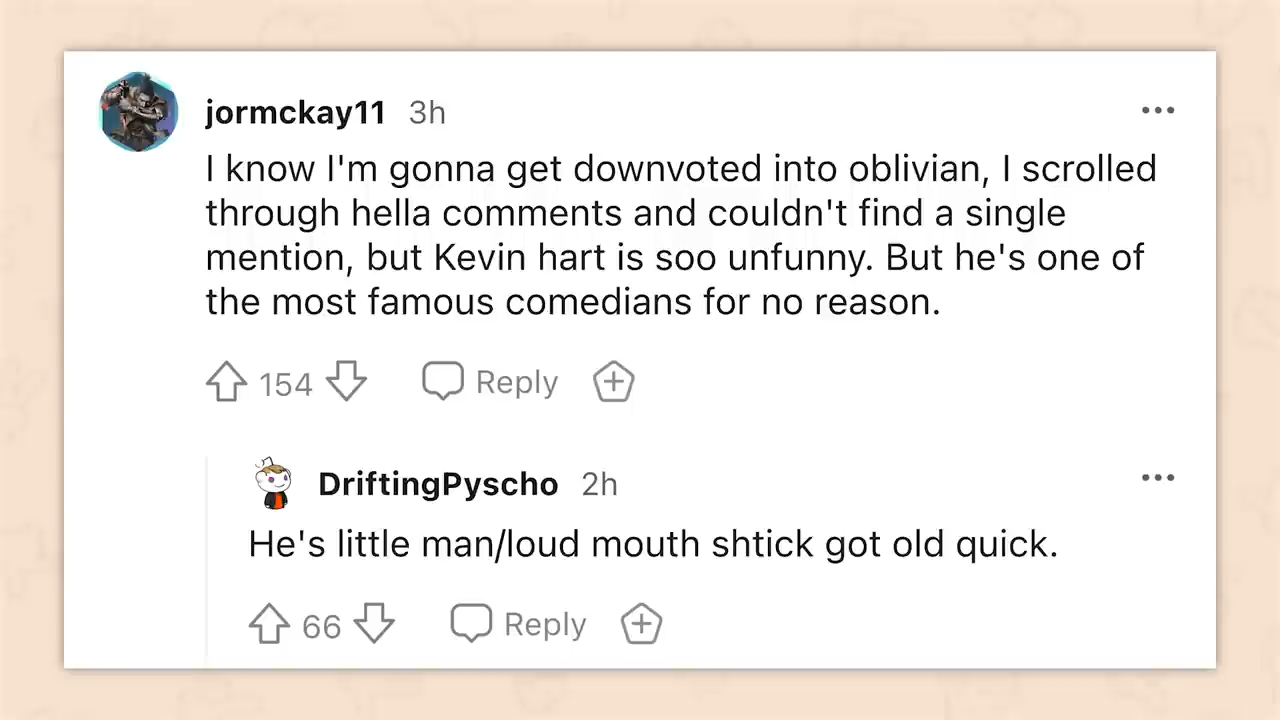 jormckay11 3h
I know I'm gonna get downvoted into oblivian, I scrolled
through hella comments and couldn't find a single
mention, but Kevin hart is soo unfunny. But he's one of
the most famous comedians for no reason.
154 Reply
DriftingPyscho 2h
He's little man/loud mouth shtick got old quick.
66 Reply